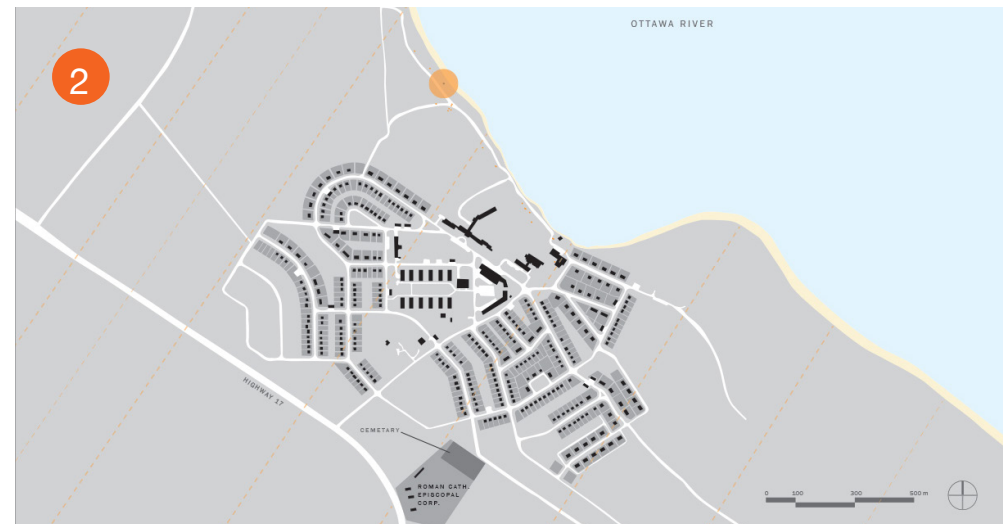 OTTAWA RIVER
2
HIGHWAY 17
CEMETARY
ROMAN CATH.
EPISCOPAL
CORP.
0 100 300 500 m